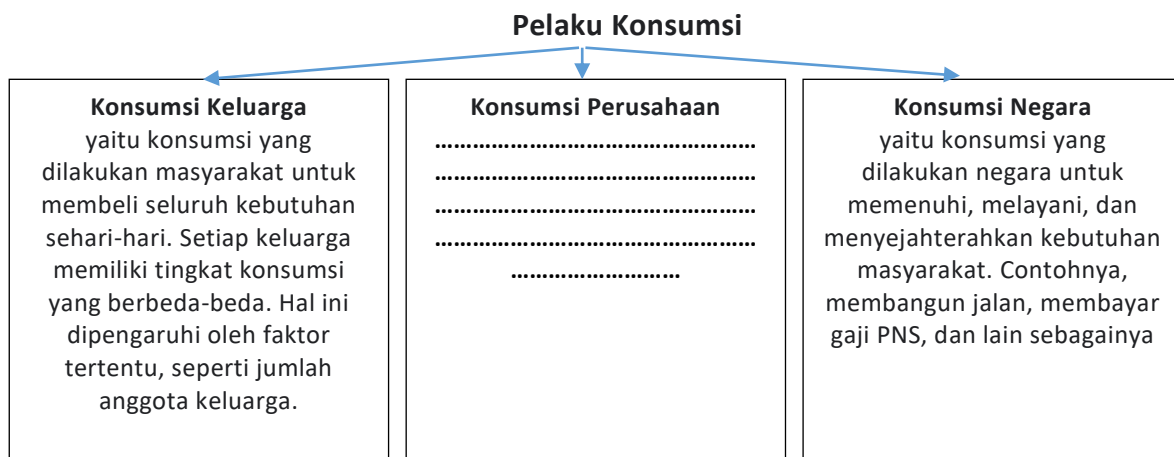 Pelaku Konsumsi
Konsumsi Keluarga
yaitu konsumsi yang
dilakukan masyarakat untuk
membeli seluruh kebutuhan
sehari-hari. Setiap keluarga
memiliki tingkat konsumsi
yang berbeda-beda. Hal ini
dipengaruhi oleh faktor
tertentu, seperti jumlah
anggota keluarga.
Konsumsi Perusahaan
……………………………………………
……………………………………………
……………………………………………
……………………………………………
………………………
Konsumsi Negara
yaitu konsumsi yang
dilakukan negara untuk
memenuhi, melayani, dan
menyejahterahkan kebutuhan
masyarakat. Contohnya,
membangun jalan, membayar
gaji PNS, dan lain sebagainya